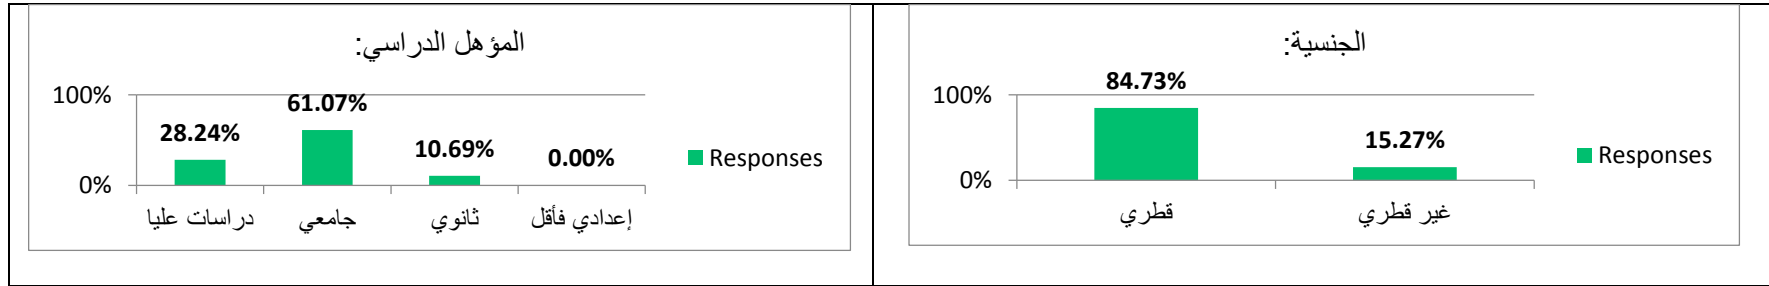 المؤهل الدراسي:
100%
0%
28.24%
61.07%
10.69%
0.00%
دراسات عليا
جامعي
ثانوي
إعدادي فأقل
Responses
الجنسية:
100%
0%
84.73%
15.27%
قطري
غير قطري
Responses